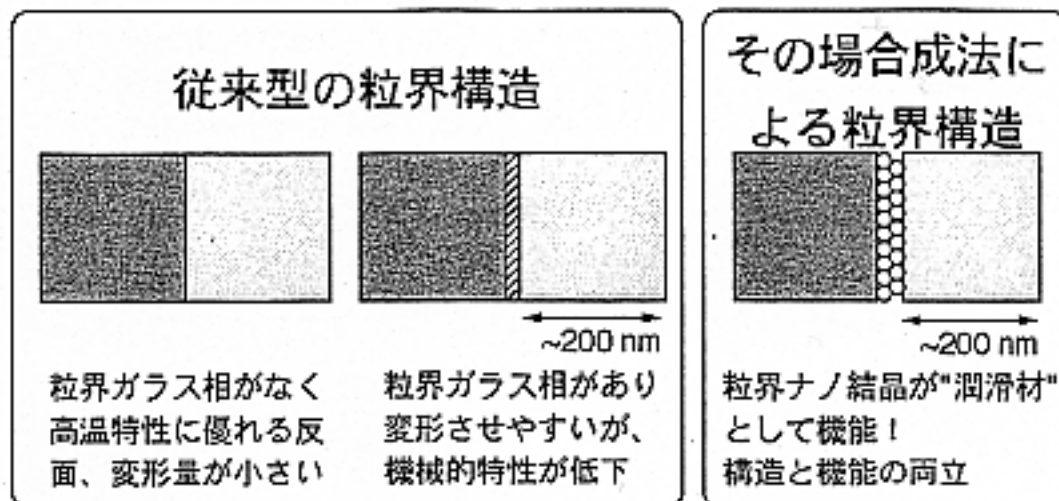 従来型の粒界構造
~200 nm
粒界ガラス相がなく
高温特性に優れる反
面、変形量が小さい
粒界ガラス相があり
変形させやすいが、
機械的特性が低下
その場合成法に
よる粒界構造
~200 nm
粒界ナノ結晶が"潤滑材"
として機能！
構造と機能の両立